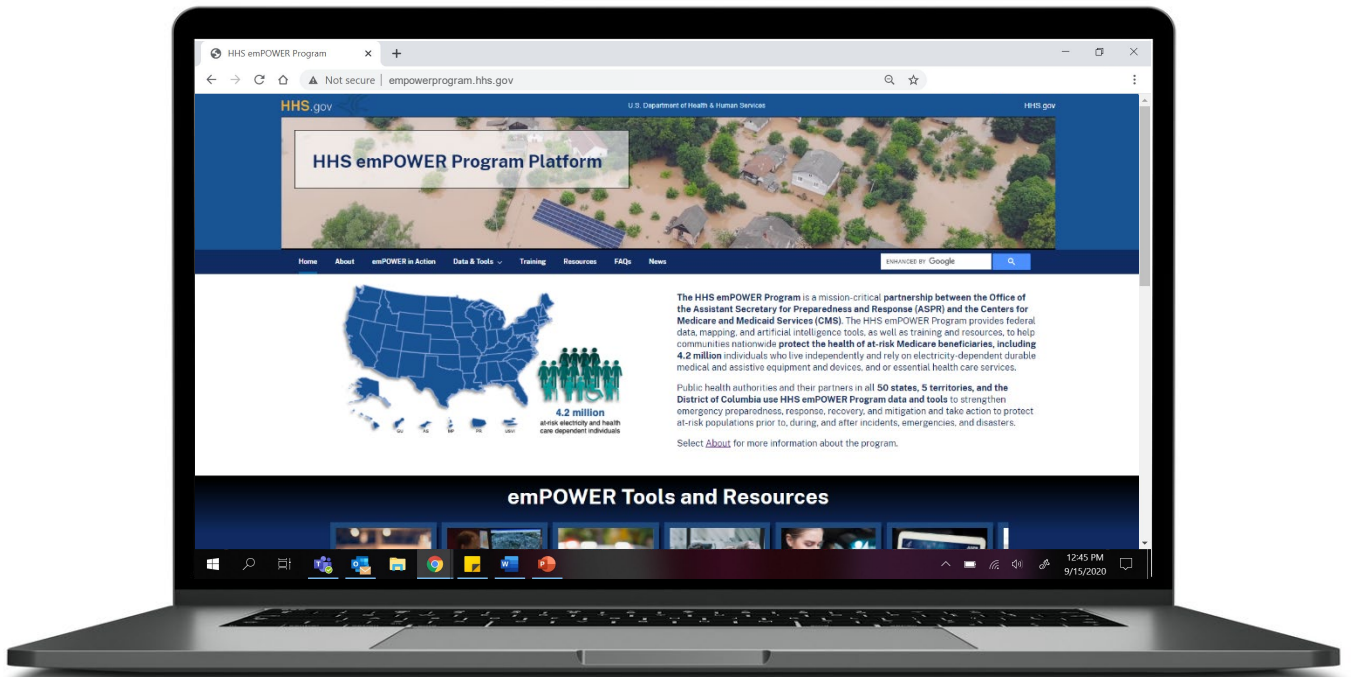 HHS emPOWER Program
Not secure | empowerprogram.hhs.gov
HHS.gov
U.S. Department of Health & Human Services
HHS.gov
HHS emPOWER Program Platform
Home About emPOWER in Action Data & Tools Training Resources FAQs News
ENHANCED BY Google
The HHS emPOWER Program is a mission-critical partnership between the Office of
the Assistant Secretary for Preparedness and Response (ASPR) and the Centers for
Medicare and Medicaid Services (CMS). The HHS emPOWER Program provides federal
data, mapping, and artificial intelligence tools, as well as training and resources, to help
communities nationwide protect the health of at-risk Medicare beneficiaries, including
4.2 million individuals who live independently and rely on electricity-dependent durable
medical and assistive equipment and devices, and or essential health care services.
Public health authorities and their partners in all 50 states, 5 territories, and the
District of Columbia use HHS emPOWER Program data and tools to strengthen
emergency preparedness, response, recovery, and mitigation and take action to protect
at-risk populations prior to, during, and after incidents, emergencies, and disasters.
Select About for more information about the program.
4.2 million
at-risk electricity and health
care dependent individuals
GU AS MP PR USVI
emPOWER Tools and Resources
12:45 PM
9/15/2020